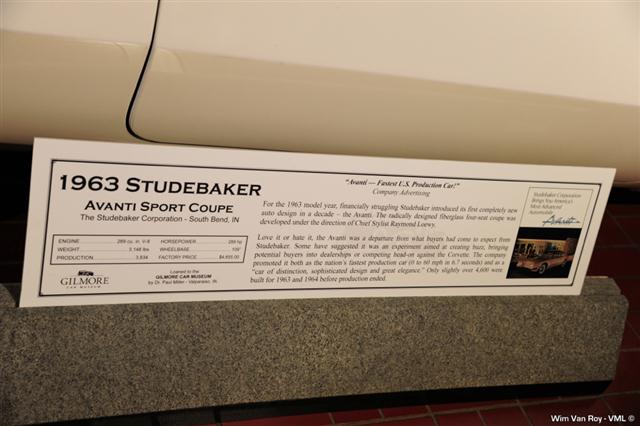 1963 STUDEBAKER
AVANTI SPORT COUPE
The Studebaker Corporation - South Bend, IN
ENGINE 289 cu. in. V-8 HORSEPOWER 289 hp
WEIGHT 3,148 lbs WHEELBASE 109"
PRODUCTION 3,834 FACTORY PRICE $4,455.00
GILMORE
CAR MUSEUM
Loaned to the
GILMORE CAR MUSEUM
by Dr. Paul Miller - Valparaiso, IN
"Avanti — Fastest U.S. Production Car!"
Company Advertising
For the 1963 model year, financially struggling Studebaker introduced its first completely new
auto design in a decade – the Avanti. The radically designed fiberglass four-seat coupe was
developed under the direction of Chief Stylist Raymond Loewy.
Love it or hate it, the Avanti was a departure from what buyers had come to expect from
Studebaker. Some have suggested it was an experiment aimed at creating buzz, bringing
potential buyers into dealerships or competing head-on against the Corvette. The company
promoted it both as the nation's fastest production car (0 to 60 mph in 6.7 seconds) and as a
"car of distinction, sophisticated design and great elegance." Only slightly over 4,600 were
built for 1963 and 1964 before production ended.
Studebaker Corporation
Brings You America's
Most Advanced
Automobile
Avanti
Wim Van Roy - VML ©